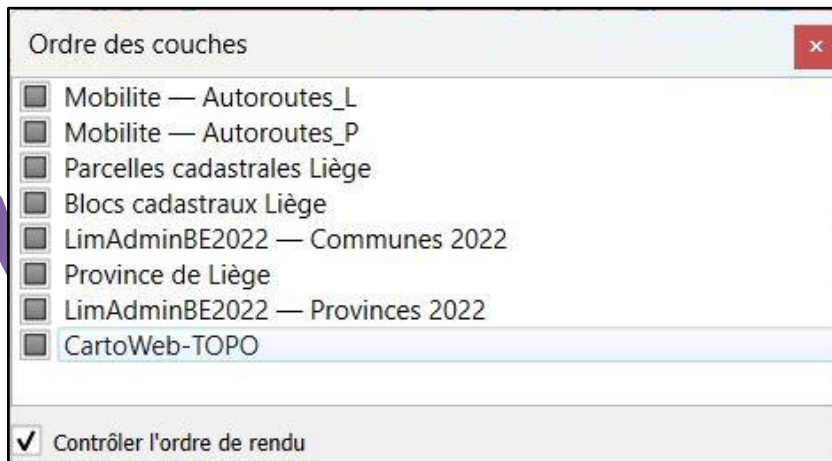 Ordre des couches
Mobilite — Autoroutes_L
Mobilite — Autoroutes_P
Parcelles cadastrales Liège
Blocs cadastraux Liège
LimAdminBE2022 — Communes 2022
Province de Liège
LimAdminBE2022 — Provinces 2022
CartoWeb-TOPO
Contrôler l'ordre de rendu